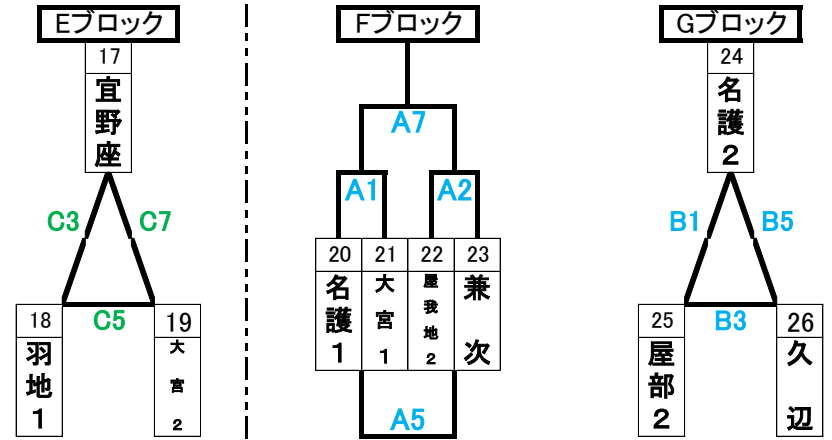 Eブロック
17
宜野座
C3
C7
C5
18
羽地1
19
大宮2
Fブロック
A7
A1
A2
20
名護1
21
大宮1
22
屋我地2
23
兼次
A5
Gブロック
24
名護2
B1
B5
B3
25
屋部2
26
久辺